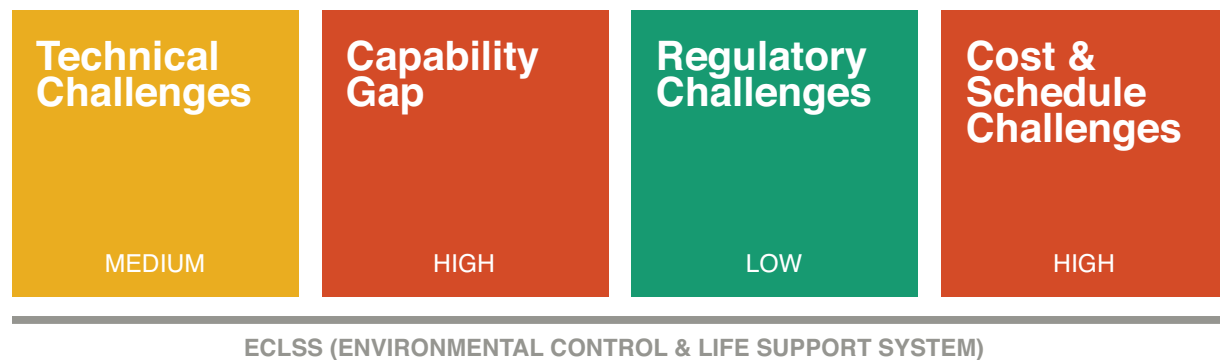 Technical
Challenges
MEDIUM
Capability
Gap
HIGH
Regulatory
Challenges
LOW
Cost &
Schedule
Challenges
HIGH
ECLSS (ENVIRONMENTAL CONTROL & LIFE SUPPORT SYSTEM)